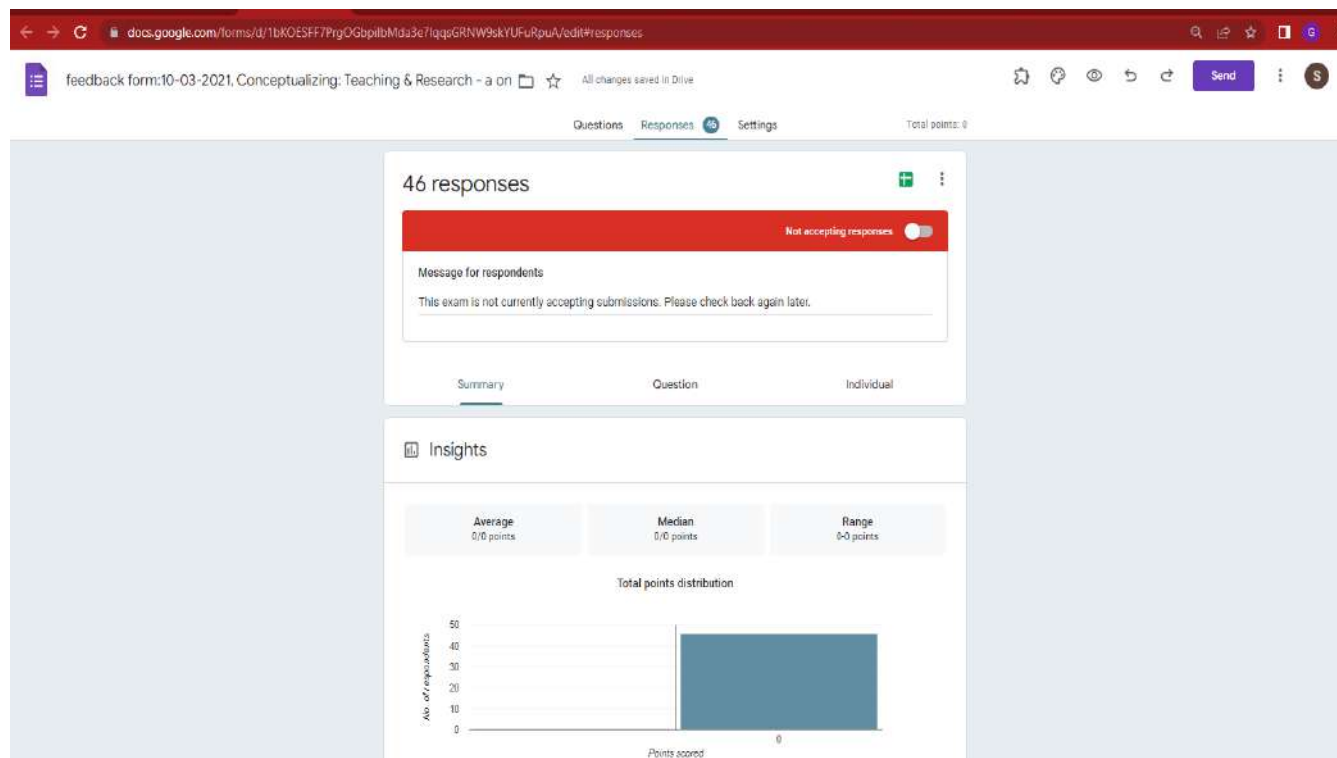 docs.google.com/forms/d/1bKOESFF7PrgOGbpilbMda3e7lqqsGRNW9skYUFuRpuA/edit#responses
G
feedback form:10-03-2021, Conceptualizing: Teaching & Research - a on
All changes saved in Drive
Send
S
Questions
Responses 46
Settings
Total points: 0
46 responses
Not accepting responses
Message for respondents
This exam is not currently accepting submissions. Please check back again later.
Summary
Question
Individual
Insights
Average
0/0 points
Median
0/0 points
Range
0-0 points
Total points distribution
No. of respondents
50
40
30
20
10
0
0
Points scored